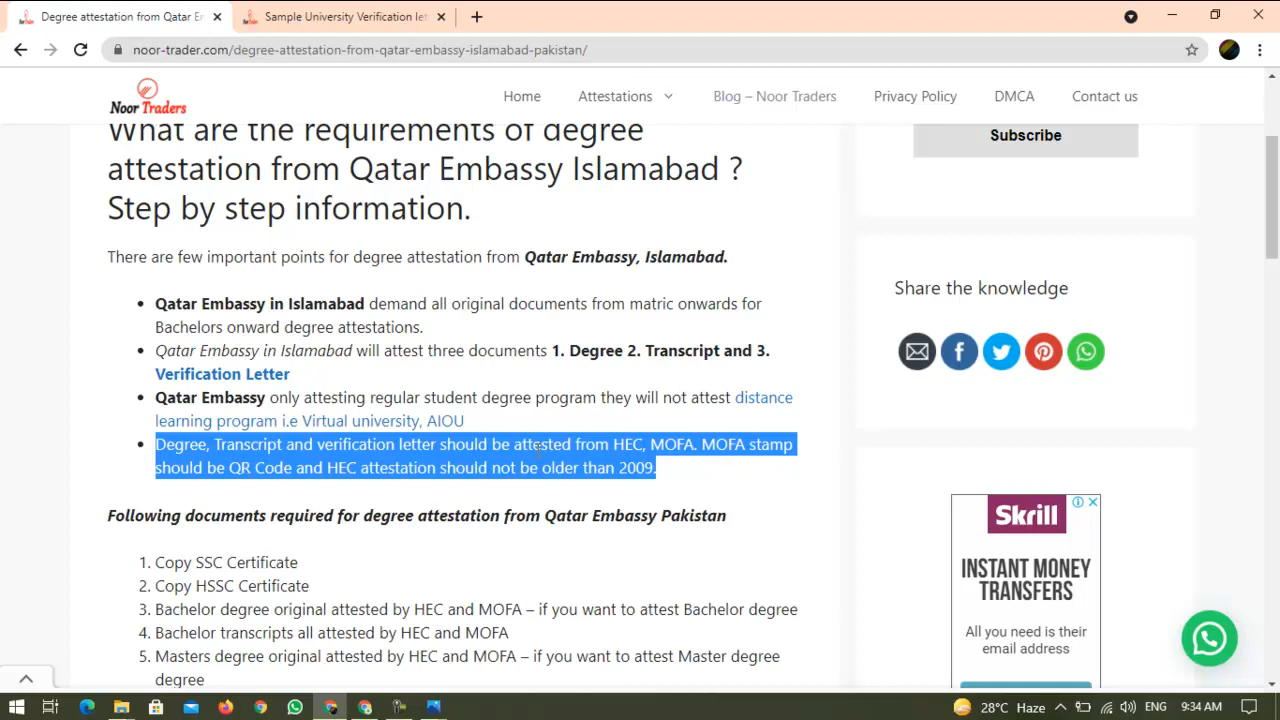 Degree attestation from Qatar Er
Sample University Verification let
noor-trader.com/degree-attestation-from-qatar-embassy-islamabad-pakistan/
Noor Traders
Home
Attestations
Blog – Noor Traders
Privacy Policy
DMCA
Contact us
What are the requirements of degree
attestation from Qatar Embassy Islamabad ?
Step by step information.
There are few important points for degree attestation from Qatar Embassy, Islamabad.
• Qatar Embassy in Islamabad demand all original documents from matric onwards for
Bachelors onward degree attestations.
• Qatar Embassy in Islamabad will attest three documents 1. Degree 2. Transcript and 3.
Verification Letter
• Qatar Embassy only attesting regular student degree program they will not attest distance
learning program i.e Virtual university, AIOU
• Degree, Transcript and verification letter should be attested from HEC, MOFA. MOFA stamp
should be QR Code and HEC attestation should not be older than 2009.
Following documents required for degree attestation from Qatar Embassy Pakistan
1. Copy SSC Certificate
2. Copy HSSC Certificate
3. Bachelor degree original attested by HEC and MOFA – if you want to attest Bachelor degree
4. Bachelor transcripts all attested by HEC and MOFA
5. Masters degree original attested by HEC and MOFA – if you want to attest Master degree
degree
Subscribe
Share the knowledge
Skrill
INSTANT MONEY
TRANSFERS
All you need is their
email address
28°C Haze
ENG
9:34 AM